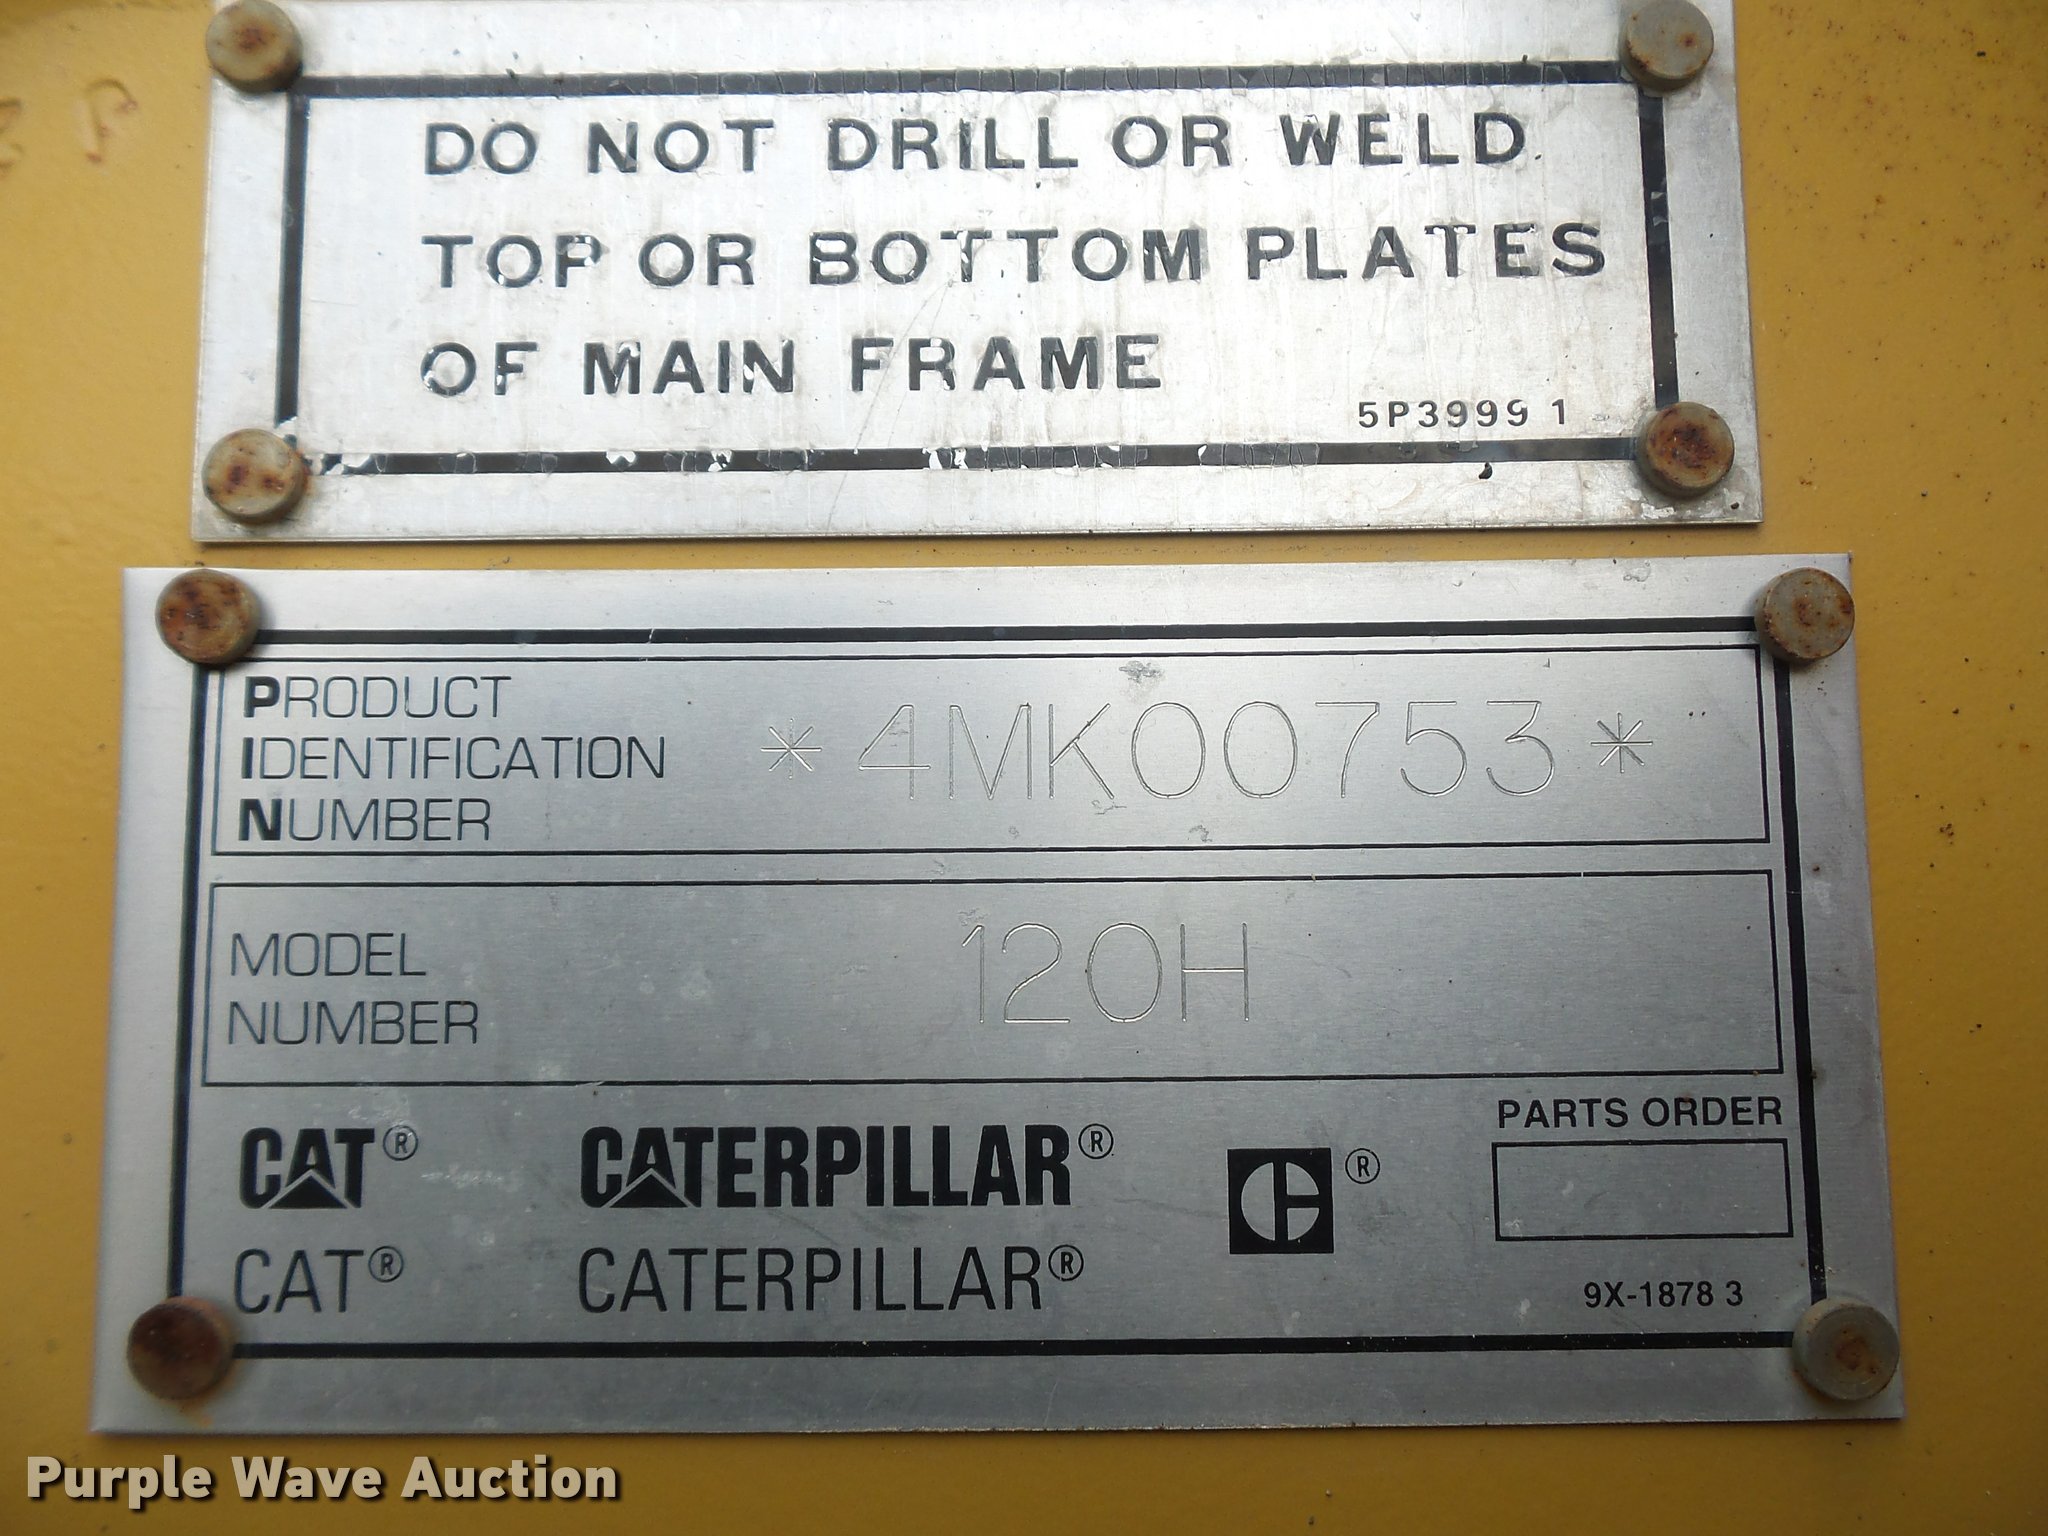 DO NOT DRILL OR WELD
TOP OR BOTTOM PLATES
OF MAIN FRAME
5P3999 1
PRODUCT
IDENTIFICATION
NUMBER
*4MK00753*
MODEL
NUMBER
120H
CAT® CATERPILLAR® ®
CAT® CATERPILLAR®
PARTS ORDER
9X-1878 3
Purple Wave Auction